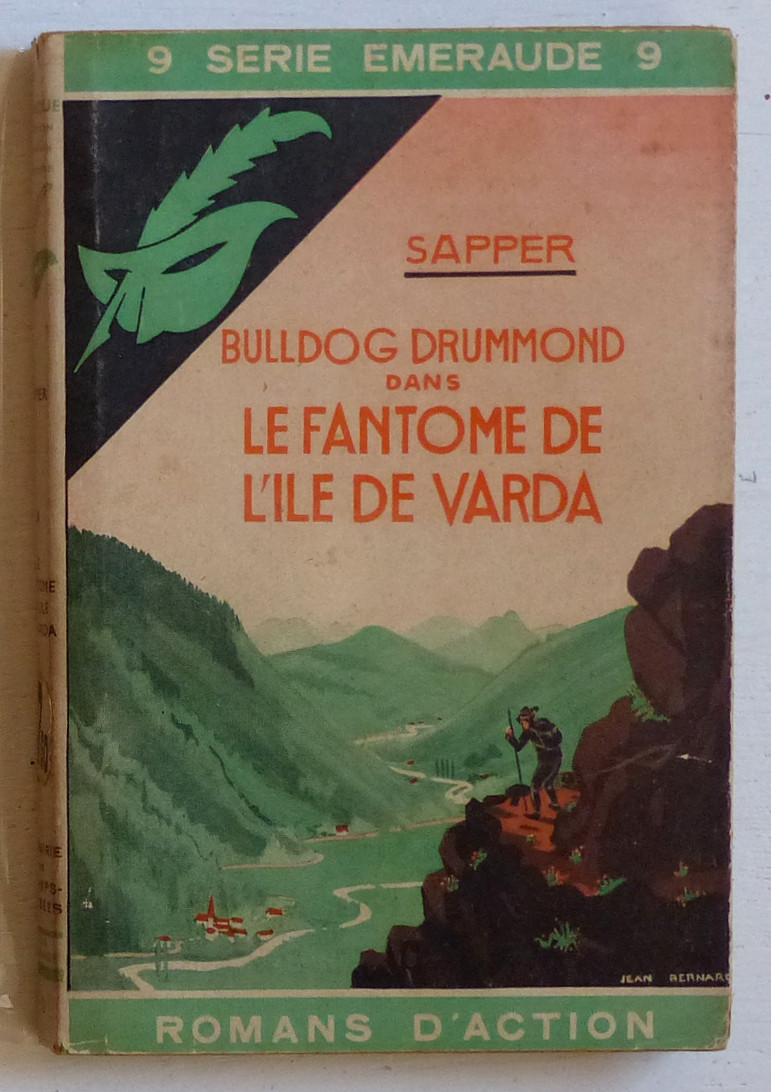 9 SERIE EMERAUDE 9
SAPPER
BULLDOG DRUMMOND
DANS
LE FANTOME DE
L'ILE DE VARDA
JEAN BERNARD
ROMANS D'ACTION